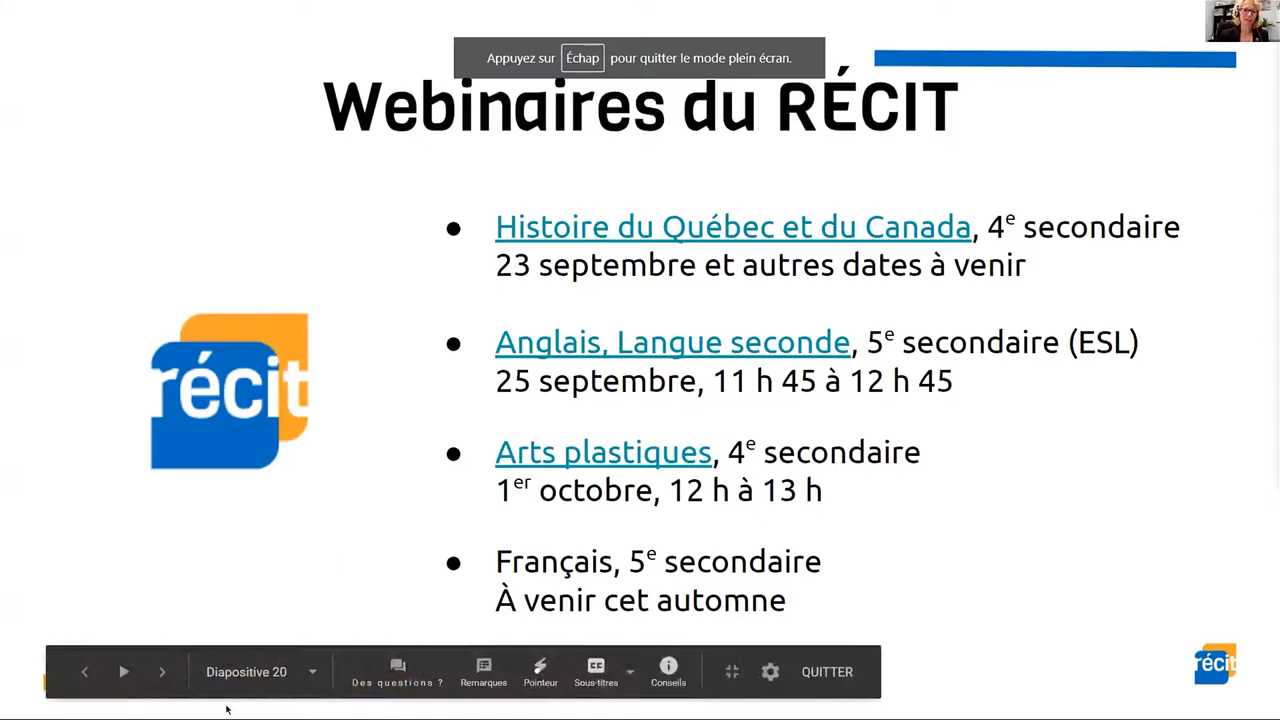 Appuyez sur Échap pour quitter le mode plein écran.
Webinaires du RÉCIT
Histoire du Québec et du Canada, 4e secondaire
23 septembre et autres dates à venir
Anglais, Langue seconde, 5e secondaire (ESL)
25 septembre, 11 h 45 à 12 h 45
récit
Arts plastiques, 4e secondaire
1er octobre, 12 h à 13 h
Français, 5e secondaire
À venir cet automne
Diapositive 20
Des questions ?
Remarques
Pointeur
CC
Sous-titres
Conseils
QUITTER
récit